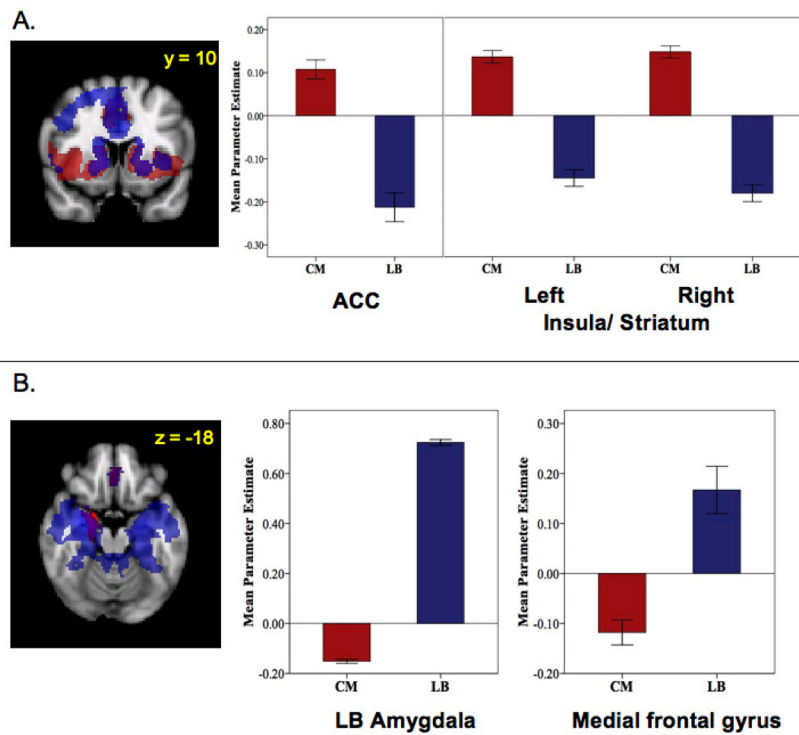 A.
y = 10
Mean Parameter Estimate
0.10
0.00
-0.10
-0.20
-0.30
CM LB CM LB CM LB
ACC Left Right
Insula/ Striatum
B.
z = -18
Mean Parameter Estimate
0.80
0.60
0.40
0.20
0.00
-0.20
CM LB
LB Amygdala
Mean Parameter Estimate
0.30
0.20
0.10
0.00
-0.10
-0.20
CM LB
Medial frontal gyrus